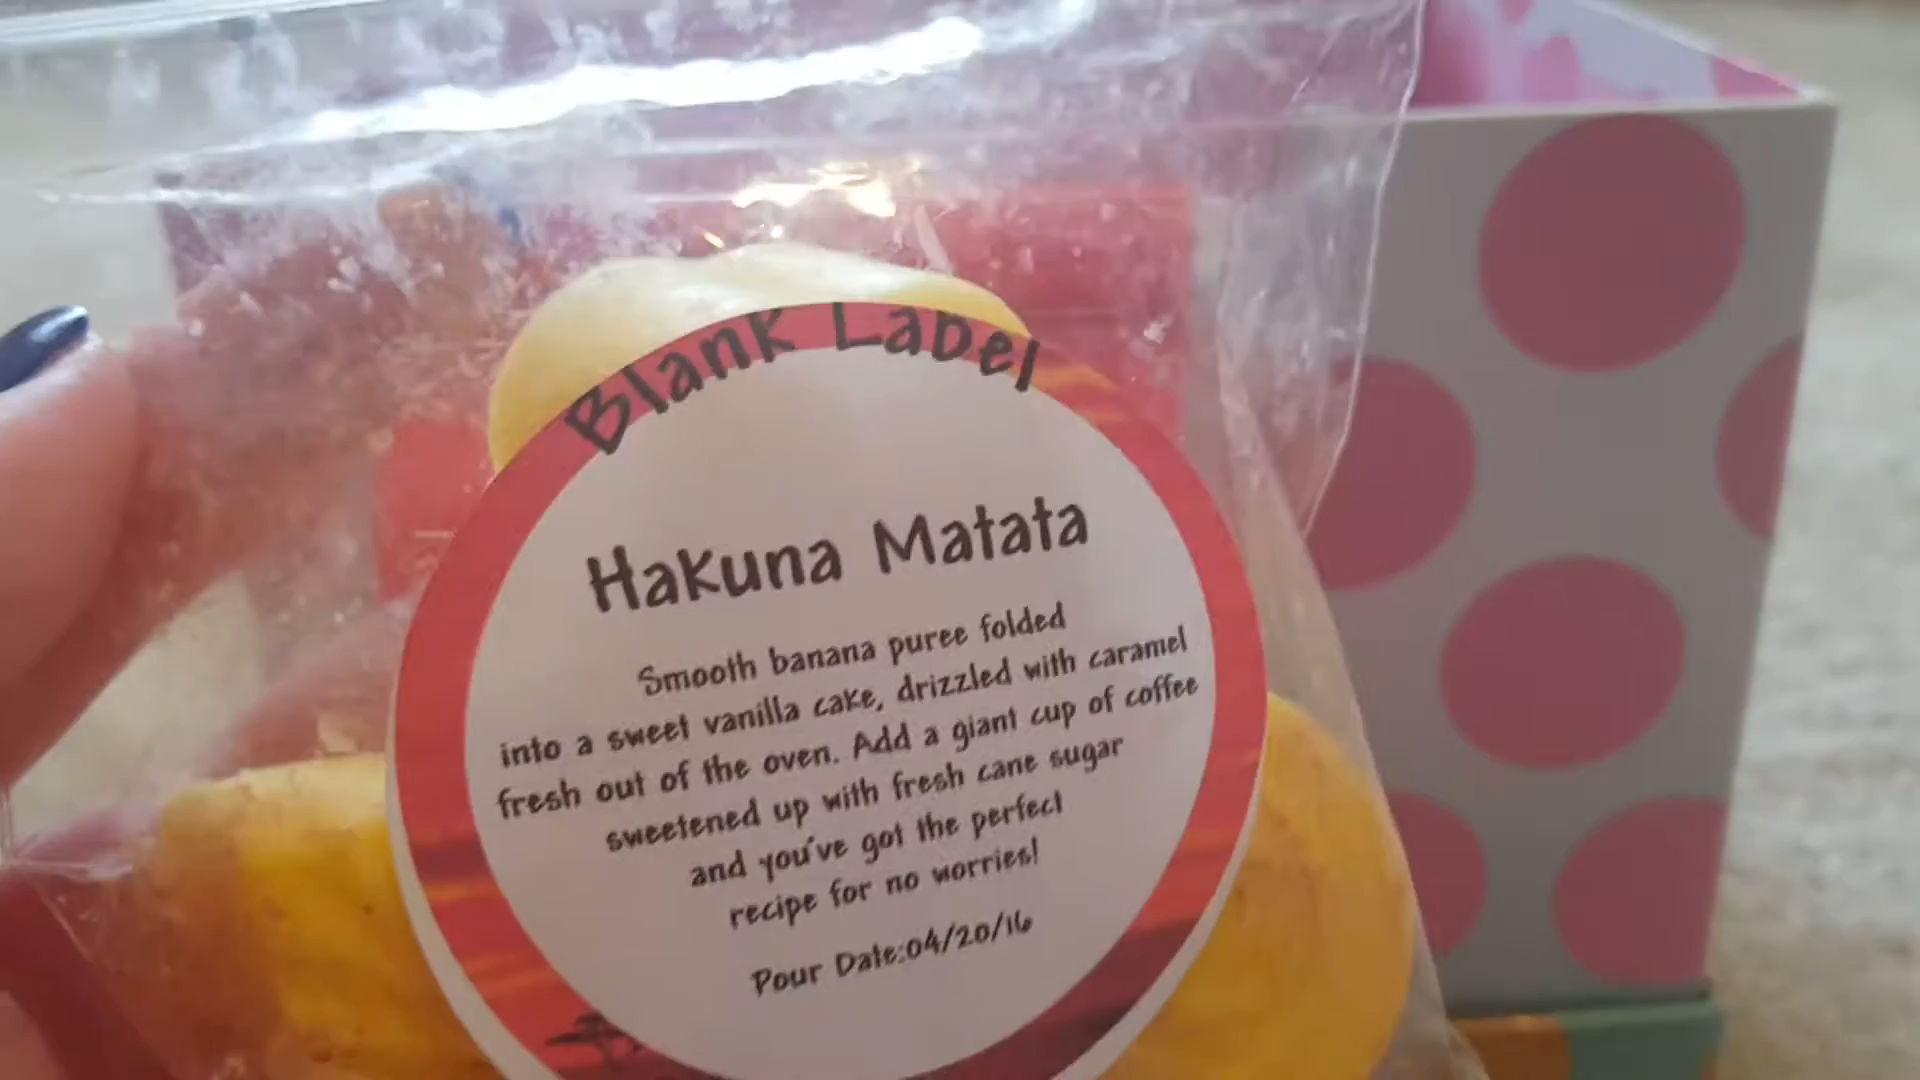 Blank Label
Hakuna Matata
Smooth banana puree folded
into a sweet vanilla cake, drizzled with caramel
fresh out of the oven. Add a giant cup of coffee
sweetened up with fresh cane sugar
and you've got the perfect
recipe for no worries!
Pour Date:04/20/16